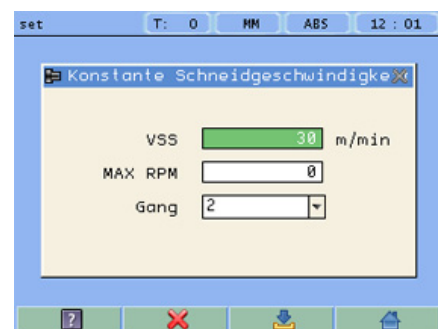 set T: 0 MM ABS 12 : 01
Konstante Schneidgeschwindigke
VSS 30 m/min
MAX RPM 0
Gang 2
?